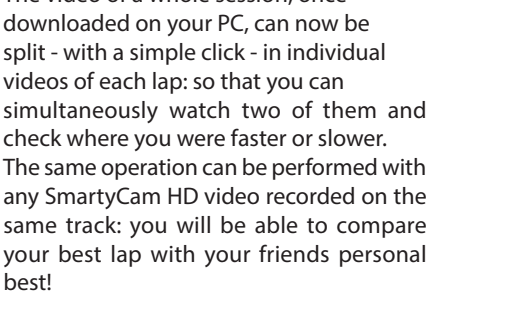 The video of a whole session, once
downloaded on your PC, can now be
split - with a simple click - in individual
videos of each lap: so that you can
simultaneously watch two of them and
check where you were faster or slower.
The same operation can be performed with
any SmartyCam HD video recorded on the
same track: you will be able to compare
your best lap with your friends personal
best!